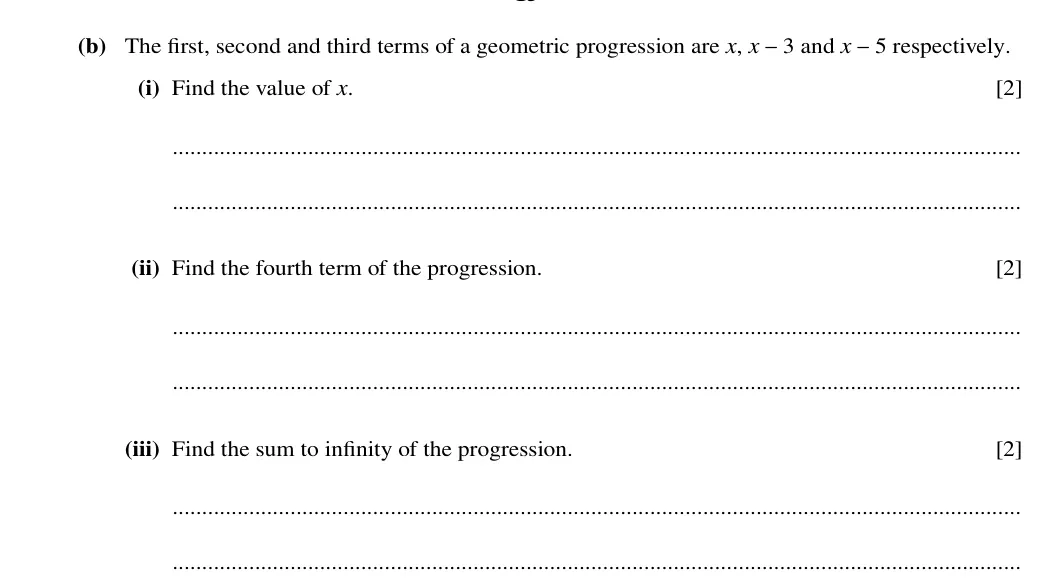 (b) The first, second and third terms of a geometric progression are x, x – 3 and x – 5 respectively.
(i) Find the value of x. [2]
(ii) Find the fourth term of the progression. [2]
(iii) Find the sum to infinity of the progression. [2]